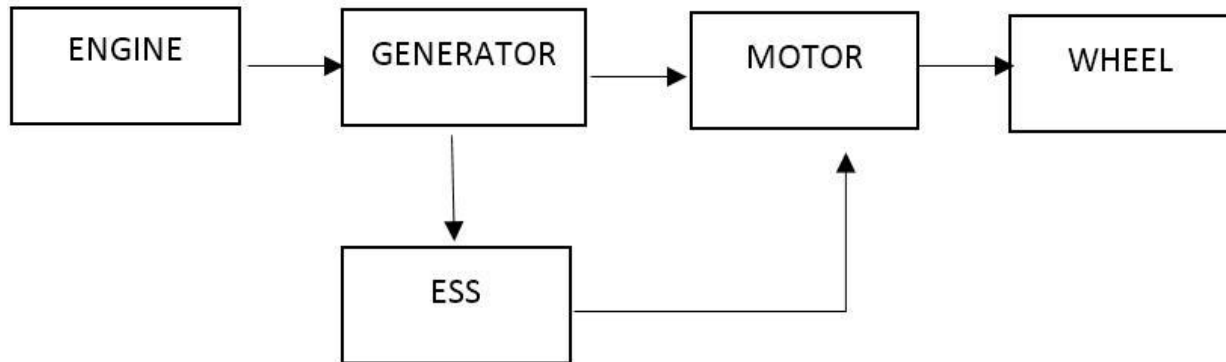 ENGINE
GENERATOR
MOTOR
WHEEL
ESS